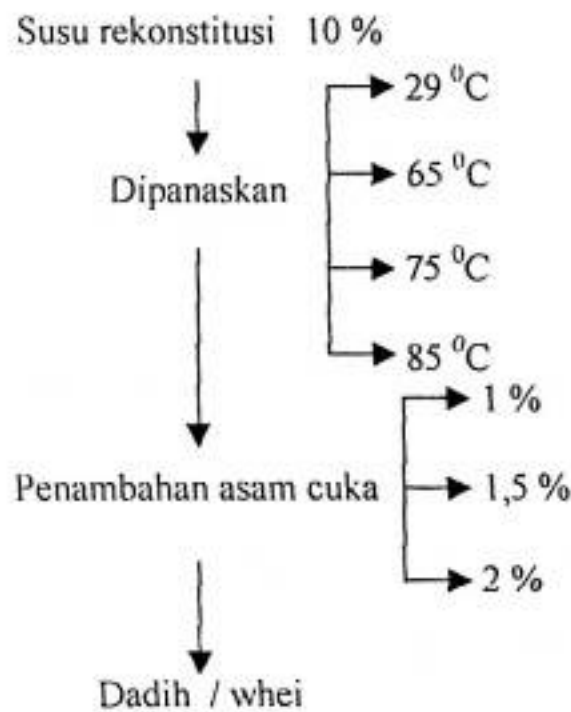 Susu rekonstitusi 10 %
29 ⁰C
65 ⁰C
Dipanaskan
75 ⁰C
85 ⁰C
1 %
Penambahan asam cuka
1,5 %
2 %
Dadih / whei